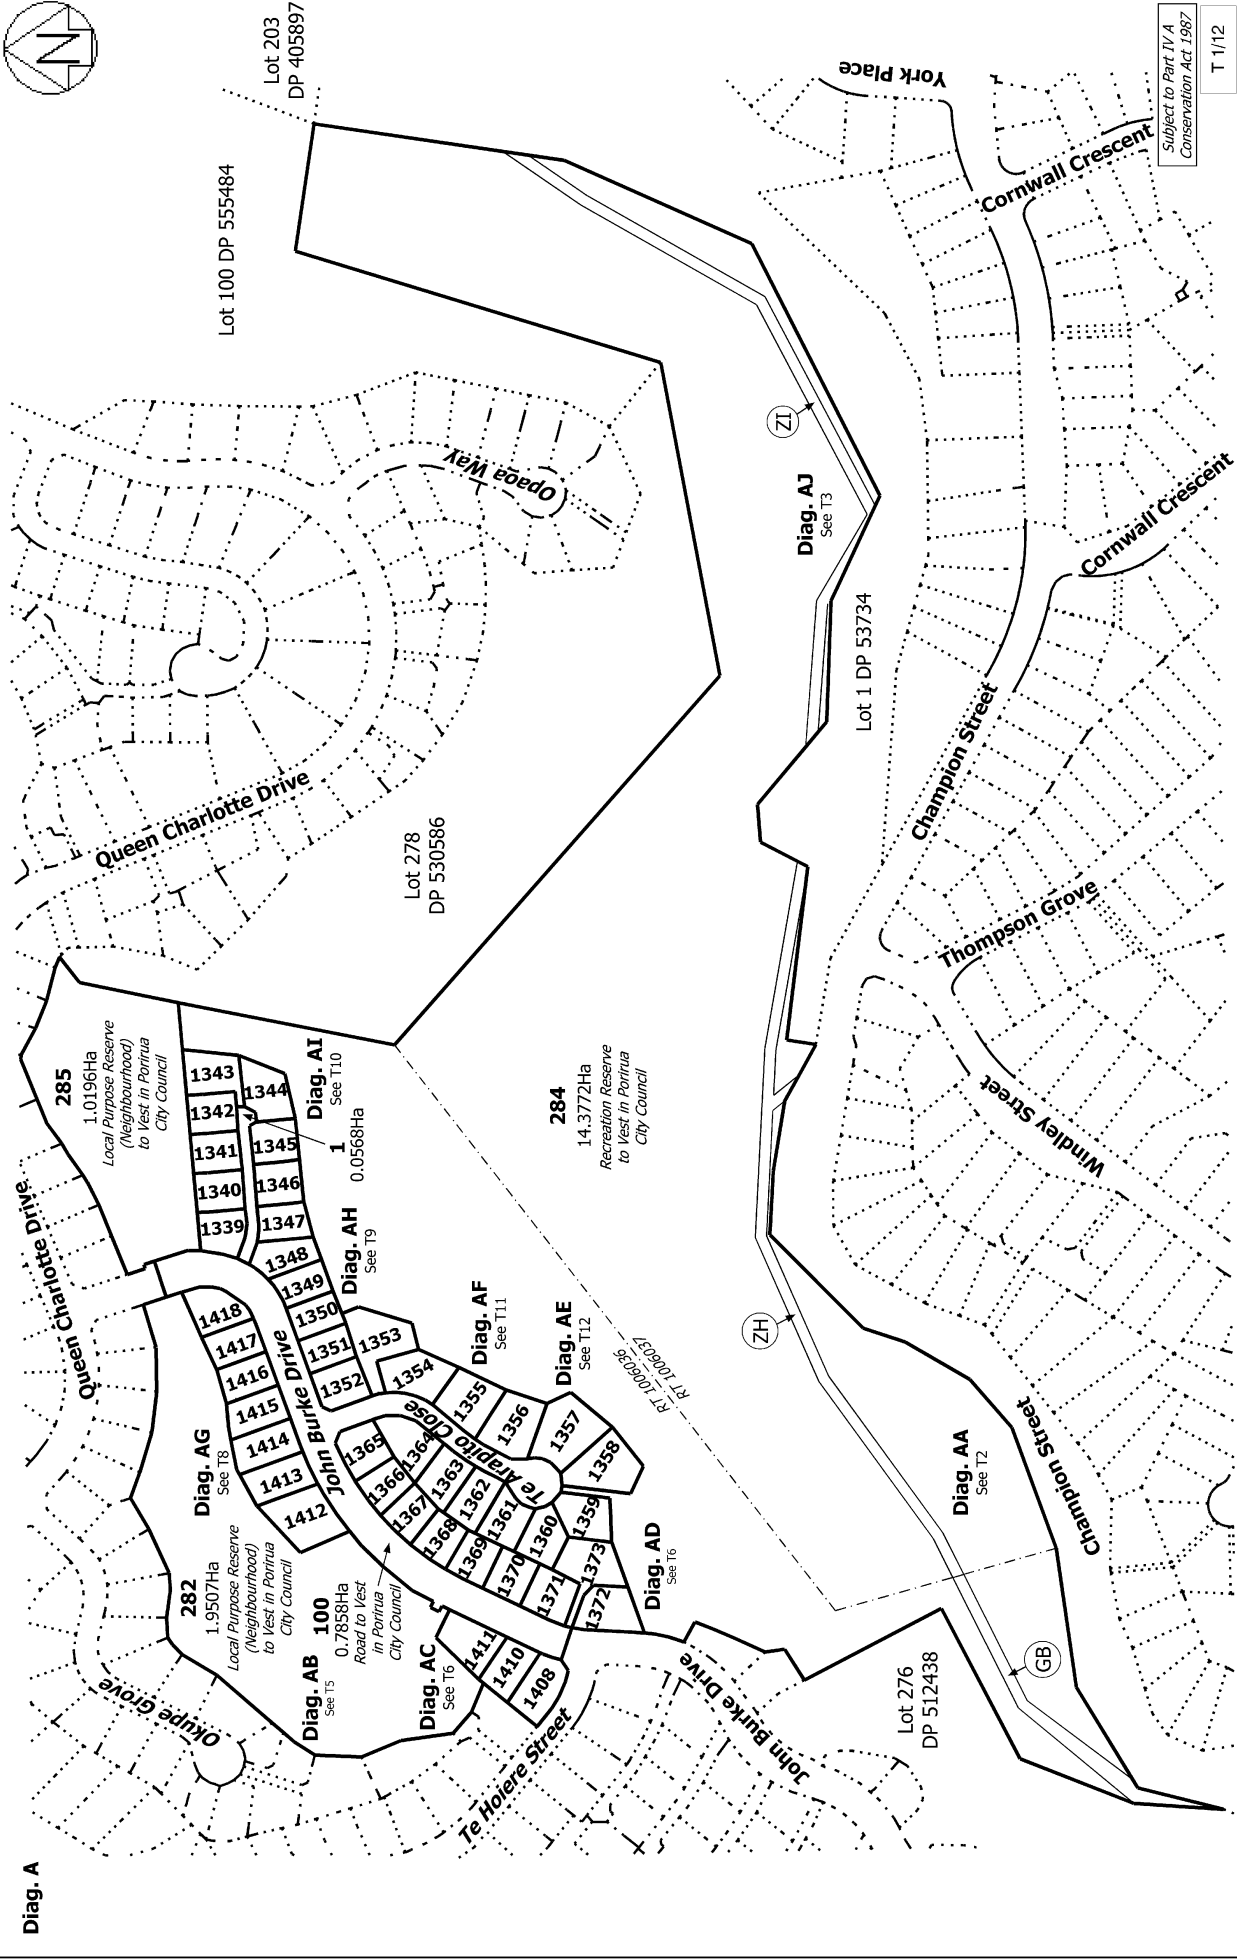 Diag. A
N
Lot 203
DP 405897
Lot 100 DP 555484
Queen Charlotte Drive
Queen Charlotte Drive
Opaoa Way
Lot 278
DP 530586
285
1.0196Ha
Local Purpose Reserve
(Neighbourhood)
to Vest in Porirua
City Council
Diag. AI
See T10
1
0.0568Ha
1343
1344
1342
1341
1345
1340
1346
1339
1347
1348
1349
1350
1351
1352
1353
1354
1355
1356
1357
1358
1359
1360
1361
1362
1363
1364
1365
1366
1367
1368
1369
1370
1371
1372
1373
1418
1417
1416
1415
1414
1413
1412
1411
1410
1408
Diag. AH
See T9
Diag. AF
See T11
Diag. AE
See T12
Diag. AG
See T8
John Burke Drive
Te Arapito Close
282
1.9507Ha
Local Purpose Reserve
(Neighbourhood)
to Vest in Porirua
City Council
100
0.7858Ha
Road to Vest
in Porirua
City Council
Diag. AB
See T5
Diag. AC
See T6
Diag. AD
See T6
Okupe Grove
Te Hoiere Street
John Burke Drive
Lot 276
DP 512438
284
14.3772Ha
Recreation Reserve
to Vest in Porirua
City Council
RT 1006036
RT 1006037
ZH
GB
ZI
Diag. AA
See T2
Diag. AJ
See T3
Lot 1 DP 53734
Champion Street
Champion Street
Windley Street
Thompson Grove
Cornwall Crescent
Cornwall Crescent
York Place
Subject to Part IV A
Conservation Act 1987
T 1/12